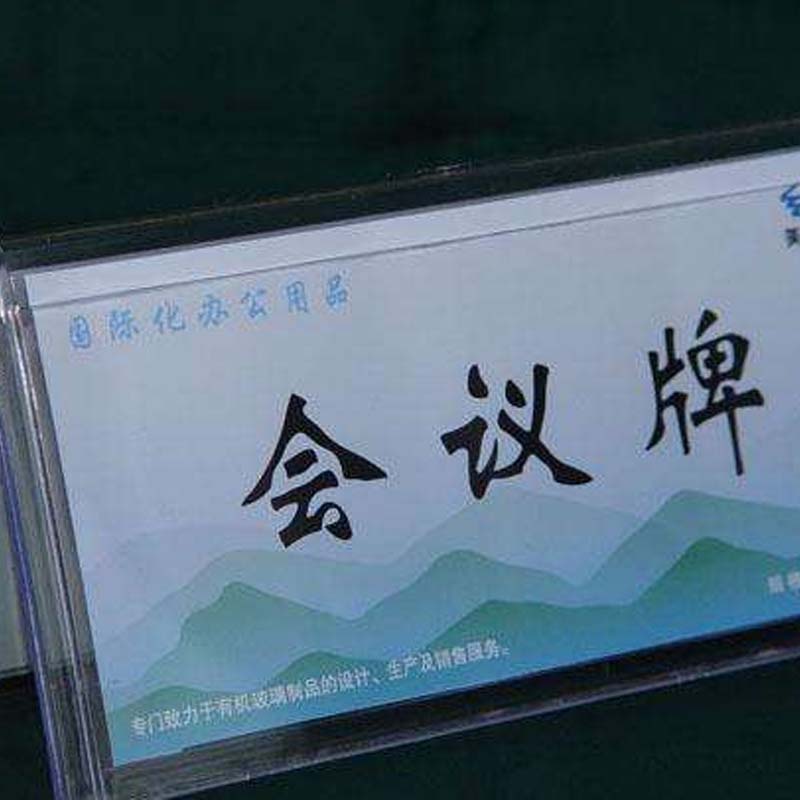 国际化办公用品
会议牌
专门致力于有机玻璃制品的设计、生产及销售服务。